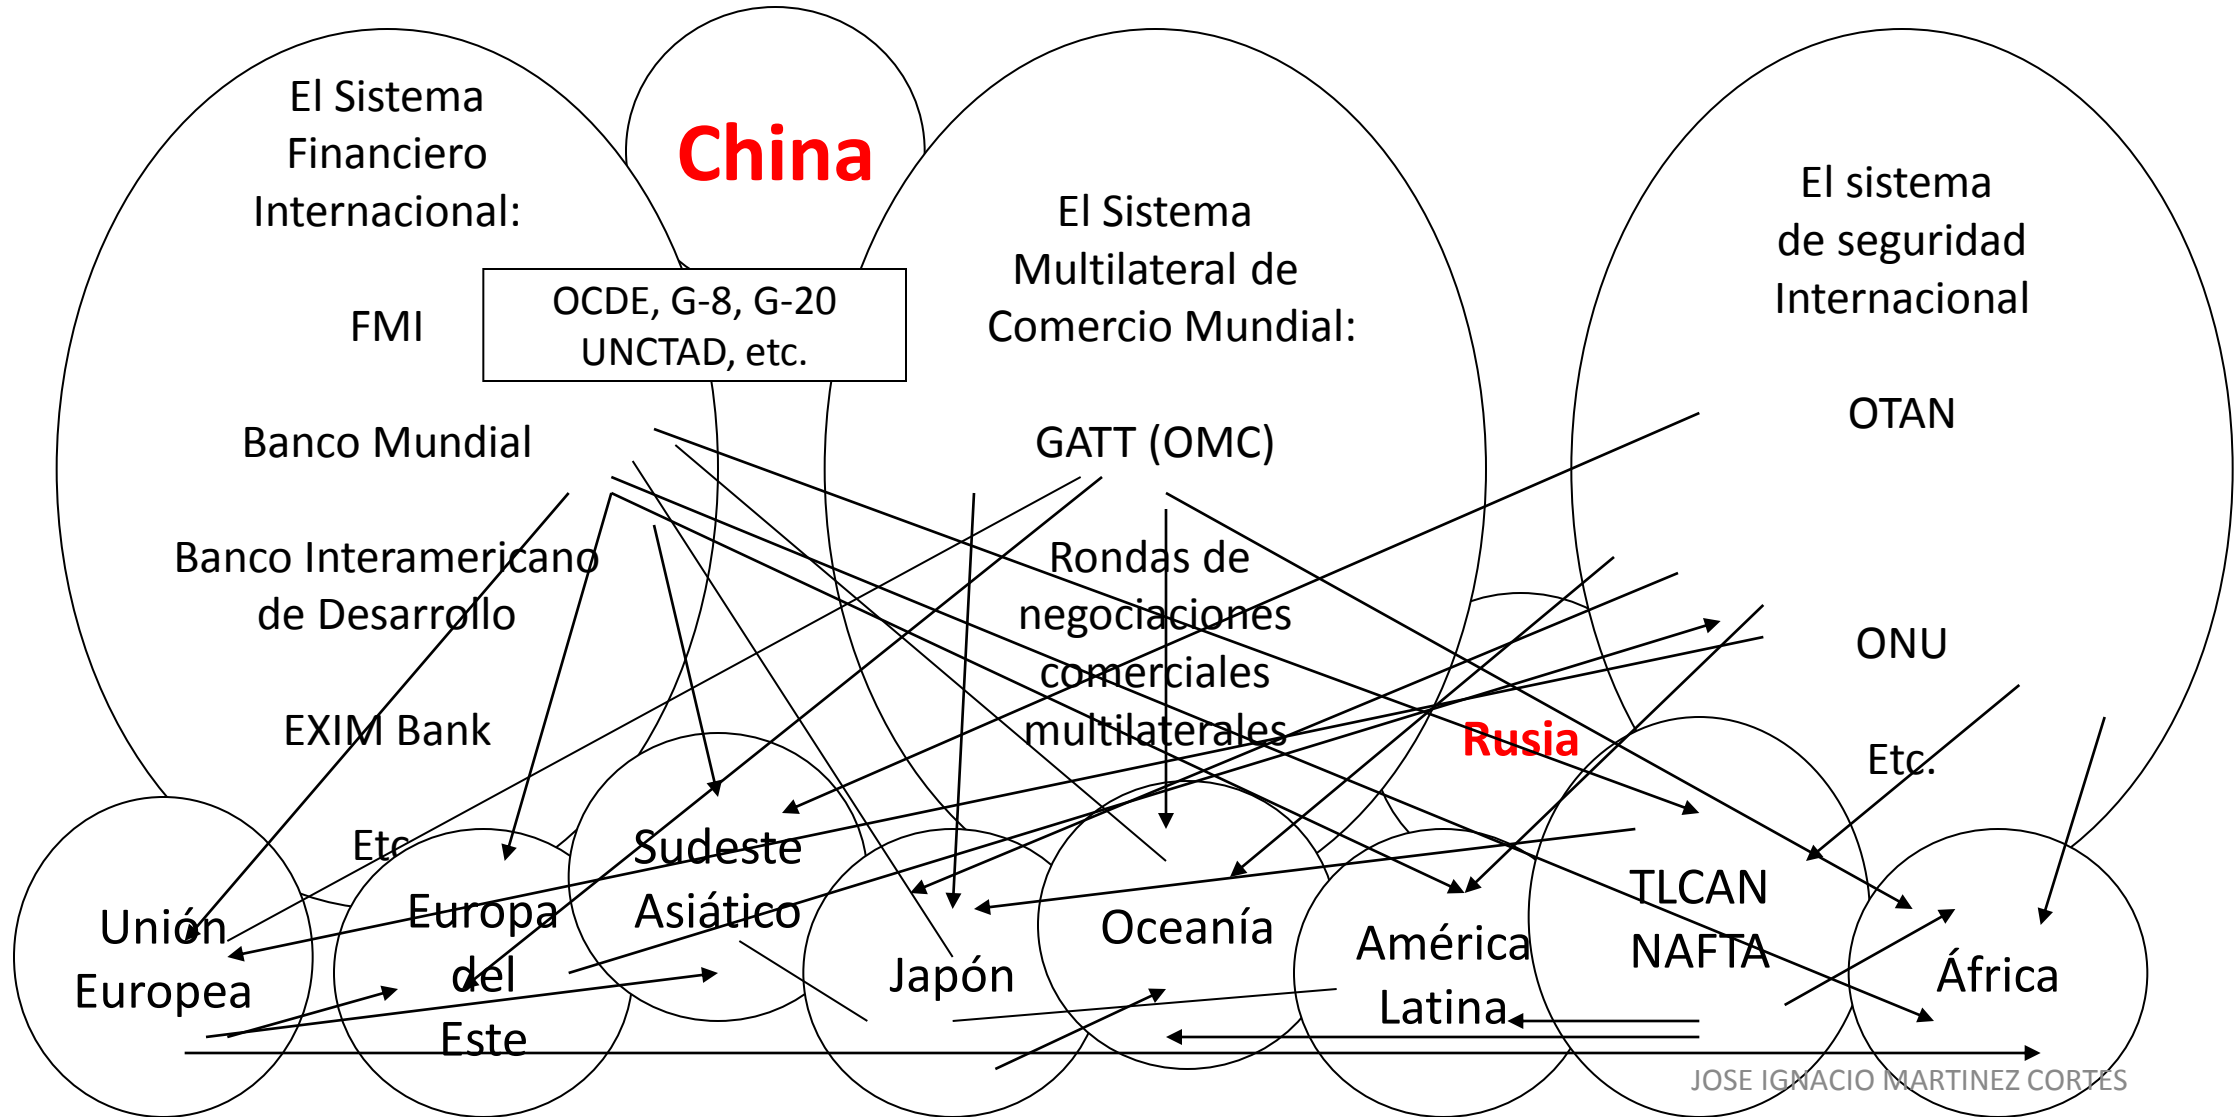 El Sistema
Financiero
Internacional:
FMI
Banco Mundial
Banco Interamericano
de Desarrollo
EXIM Bank
Etc
China
OCDE, G-8, G-20
UNCTAD, etc.
El Sistema
Multilateral de
Comercio Mundial:
GATT (OMC)
Rondas de
negociaciones
comerciales
multilaterales
El sistema
de seguridad
Internacional
OTAN
ONU
Etc.
Rusia
Unión
Europea
Europa
del
Este
Sudeste
Asiático
Japón
Oceanía
América
Latina
TLCAN
NAFTA
África
JOSE IGNACIO MARTINEZ CORTÉS